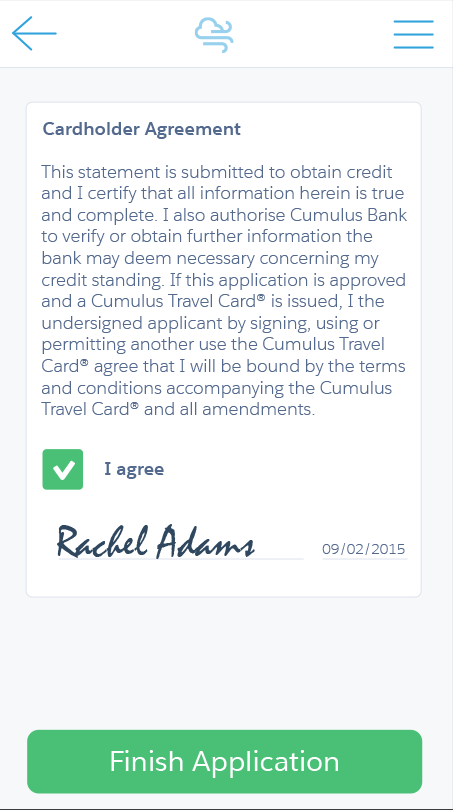 Cardholder Agreement
This statement is submitted to obtain credit
and I certify that all information herein is true
and complete. I also authorise Cumulus Bank
to verify or obtain further information the
bank may deem necessary concerning my
credit standing. If this application is approved
and a Cumulus Travel Card® is issued, I the
undersigned applicant by signing, using or
permitting another use the Cumulus Travel
Card® agree that I will be bound by the terms
and conditions accompanying the Cumulus
Travel Card® and all amendments.
I agree
Rachel Adams 09/02/2015
Finish Application